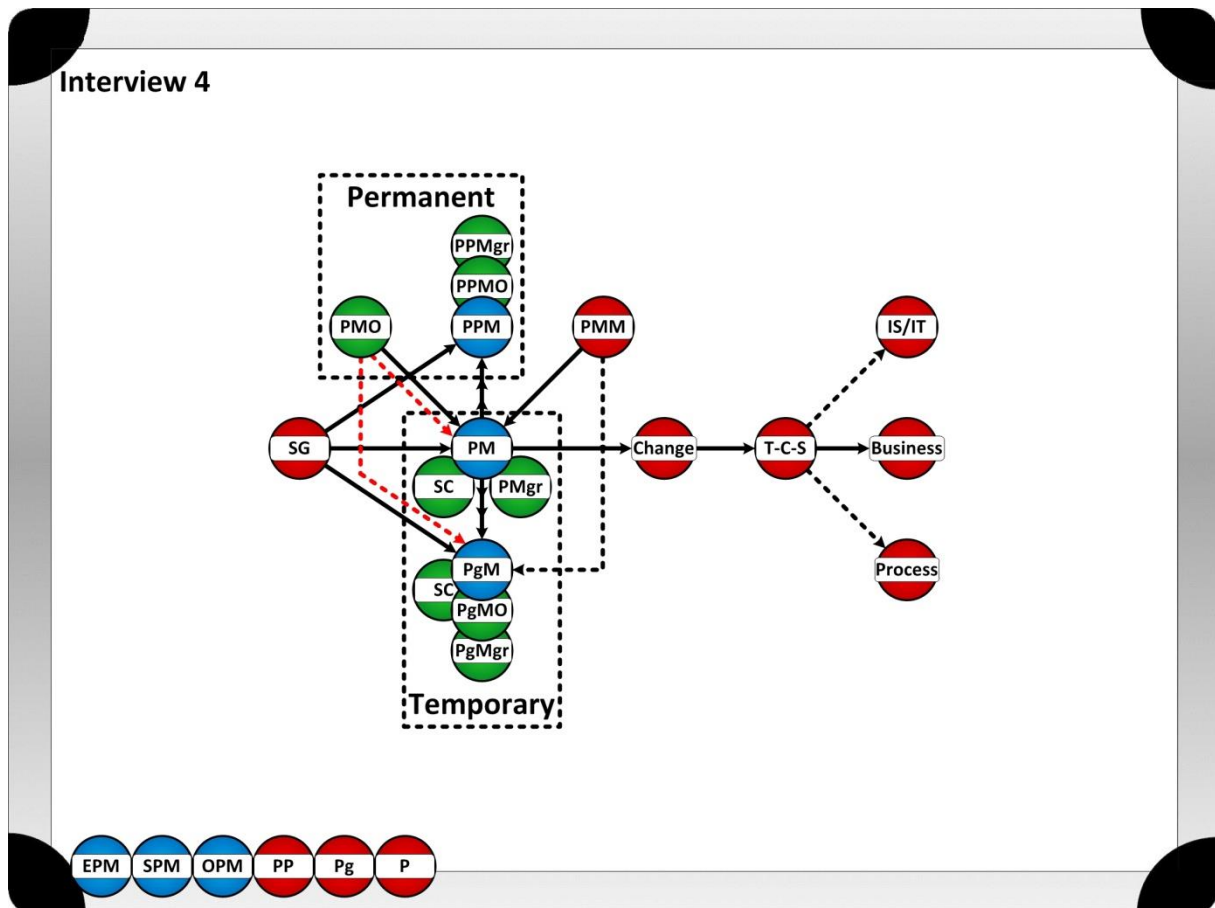 Interview 4
Permanent
PPMgr
PPMO
PMO
PPM
PMM
IS/IT
SG
PM
Change
T-C-S
Business
SC
PMgr
PgM
Process
SC
PgMO
PgMgr
Temporary
EPM
SPM
OPM
PP
Pg
P